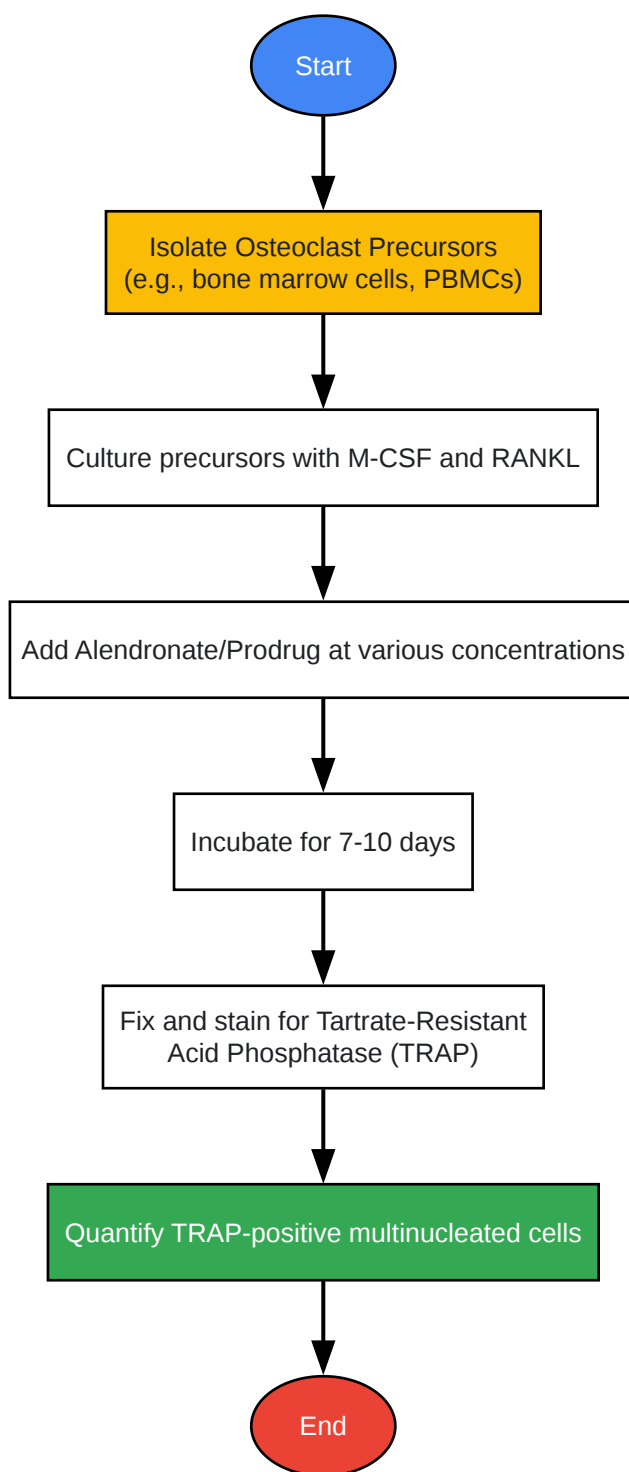 Start
Isolate Osteoclast Precursors
(e.g., bone marrow cells, PBMCs)
Culture precursors with M-CSF and RANKL
Add Alendronate/Prodrug at various concentrations
Incubate for 7-10 days
Fix and stain for Tartrate-Resistant
Acid Phosphatase (TRAP)
Quantify TRAP-positive multinucleated cells
End